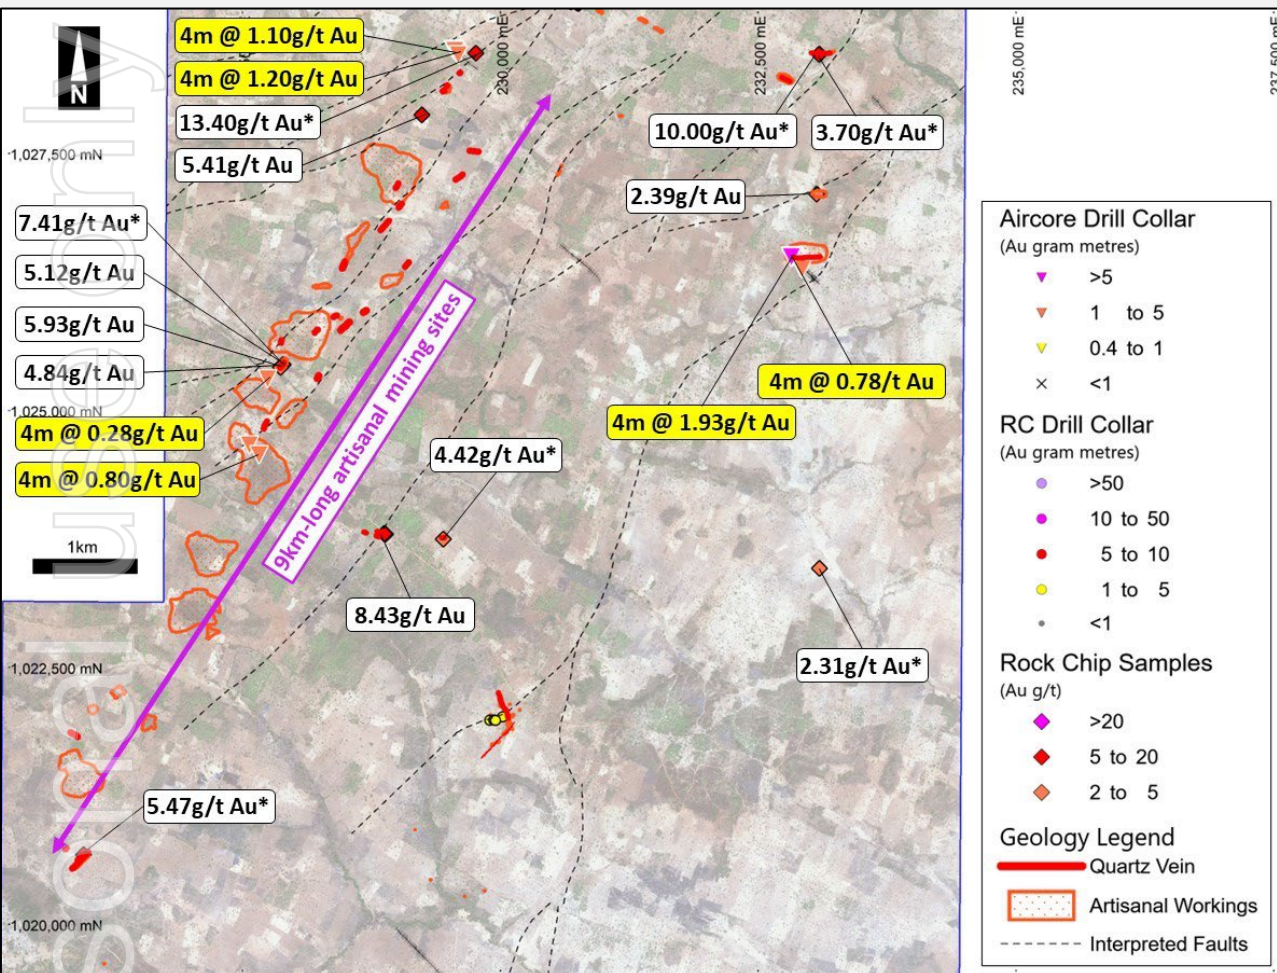 N
4m @ 1.10g/t Au
4m @ 1.20g/t Au
13.40g/t Au*
5.41g/t Au
230,000 mE
232,500 mE
235,000 mE
237,500 mE
10.00g/t Au*
3.70g/t Au*
1,027,500 mN
2.39g/t Au
7.41g/t Au*
5.12g/t Au
5.93g/t Au
4.84g/t Au
9km-long artisanal mining sites
4m @ 0.78/t Au
1,025,000 mN
4m @ 0.28g/t Au
4m @ 1.93g/t Au
4m @ 0.80g/t Au
4.42g/t Au*
1km
8.43g/t Au
2.31g/t Au*
1,022,500 mN
5.47g/t Au*
1,020,000 mN
sonal use only
Aircore Drill Collar
(Au gram metres)
>5
1 to 5
0.4 to 1
<1
RC Drill Collar
(Au gram metres)
>50
10 to 50
5 to 10
1 to 5
<1
Rock Chip Samples
(Au g/t)
>20
5 to 20
2 to 5
Geology Legend
Quartz Vein
Artisanal Workings
Interpreted Faults